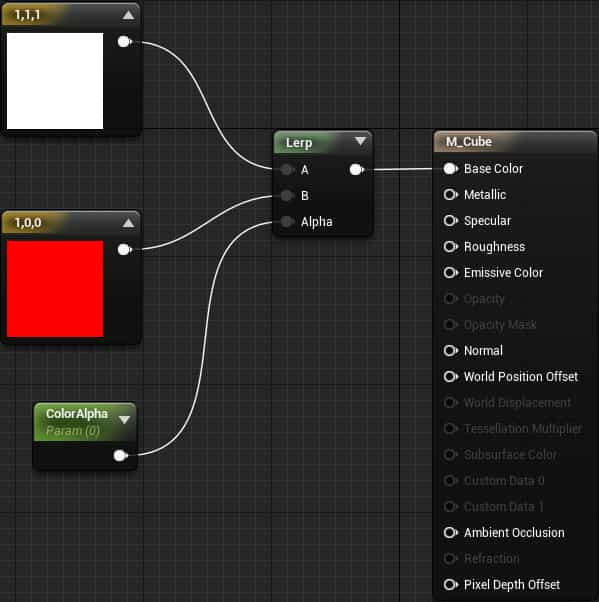 1,1,1
1,0,0
ColorAlpha
Param (0)
Lerp
A
B
Alpha
M_Cube
Base Color
Metallic
Specular
Roughness
Emissive Color
Opacity
Opacity Mask
Normal
World Position Offset
World Displacement
Tessellation Multiplier
Subsurface Color
Custom Data 0
Custom Data 1
Ambient Occlusion
Refraction
Pixel Depth Offset